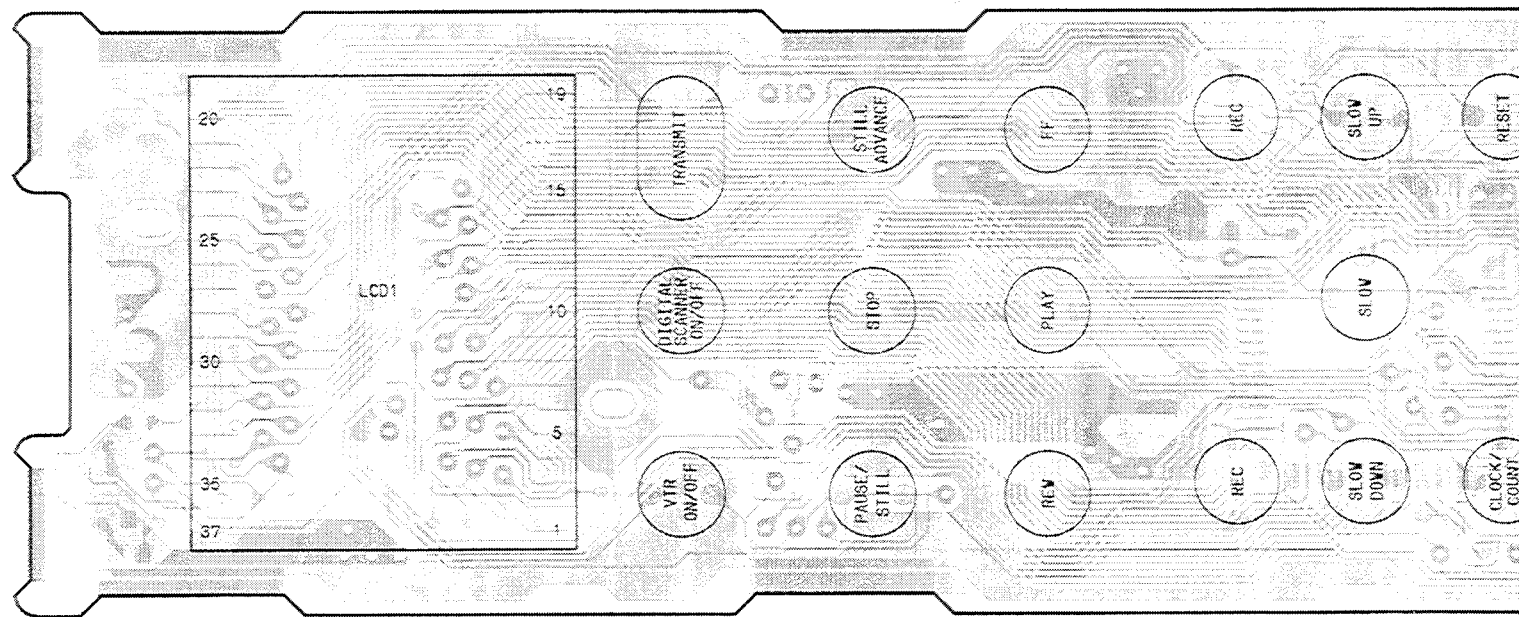 20
25
30
35
37
LCD1
19
15
10
5
1
TRANSMIT
STILL
ADVANCE
FF
REC
SLOW
UP
RESET
DIGITAL
SCANNER
ON/OFF
STOP
PLAY
SLOW
VTR
ON/OFF
PAUSE/
STILL
REW
REC
SLOW
DOWN
CLOCK/
COUNT